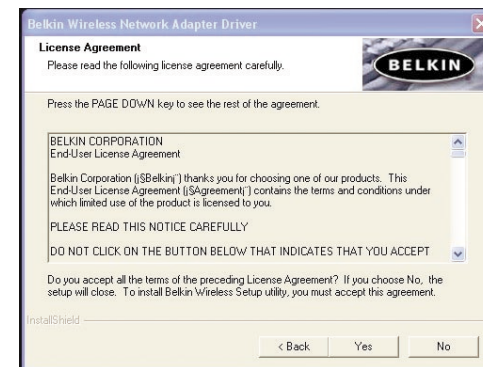 Belkin Wireless Network Adapter Driver
License Agreement
Please read the following license agreement carefully.
BELKIN
Press the PAGE DOWN key to see the rest of the agreement.
BELKIN CORPORATION
End-User License Agreement
Belkin Corporation (¡§Belkin¡¨) thanks you for choosing one of our products. This
End-User License Agreement (¡§Agreement¡¨) contains the terms and conditions under
which limited use of the product is licensed to you.
PLEASE READ THIS NOTICE CAREFULLY
DO NOT CLICK ON THE BUTTON BELOW THAT INDICATES THAT YOU ACCEPT
Do you accept all the terms of the preceding License Agreement? If you choose No, the
setup will close. To install Belkin Wireless Setup utility, you must accept this agreement.
InstallShield
< Back Yes No